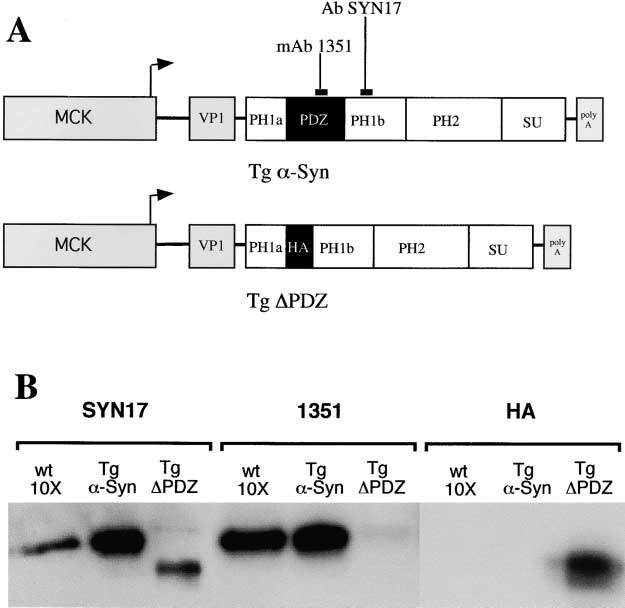 A
Ab SYN17
mAb 1351
MCK VP1 PH1a PDZ PH1b PH2 SU poly A
Tg α-Syn
MCK VP1 PH1a HA PH1b PH2 SU poly A
Tg ΔPDZ
B
SYN17 1351 HA
wt 10X Tg α-Syn Tg ΔPDZ wt 10X Tg α-Syn Tg ΔPDZ wt 10X Tg α-Syn Tg ΔPDZ